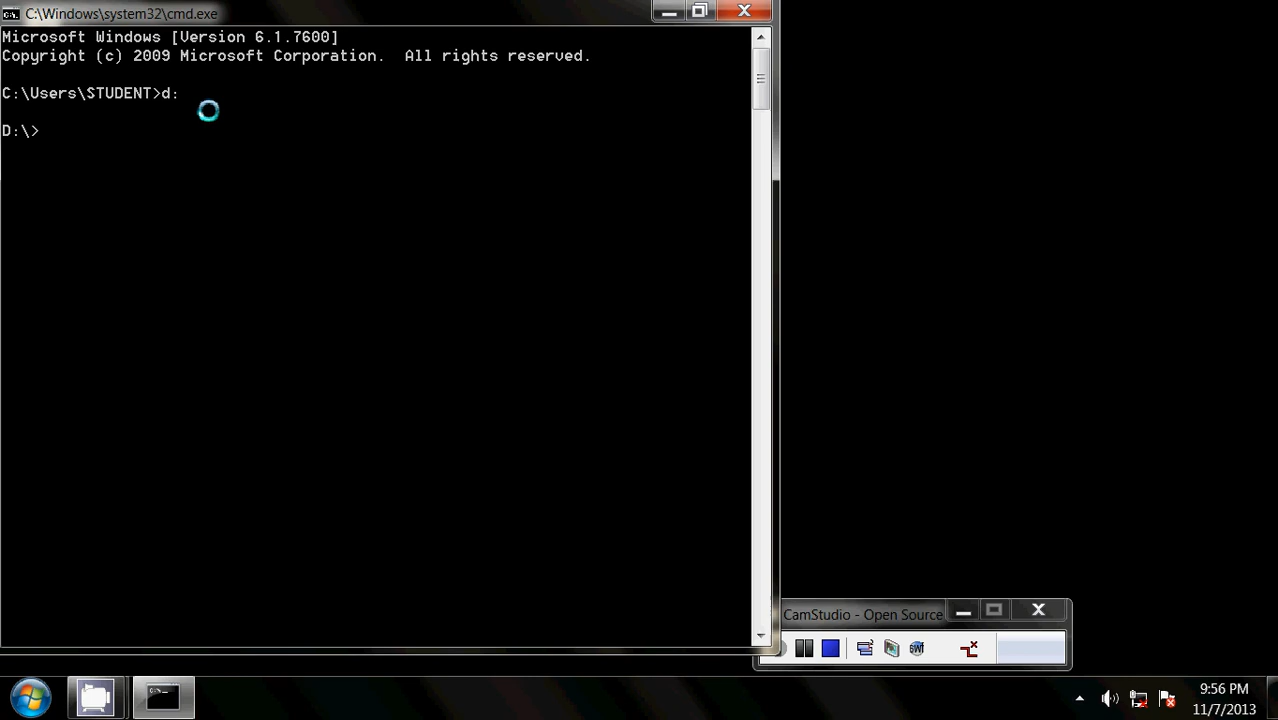 C:\Windows\system32\cmd.exe
Microsoft Windows [Version 6.1.7600]
Copyright (c) 2009 Microsoft Corporation.  All rights reserved.
C:\Users\STUDENT>d:
D:\>
CamStudio - Open Source
SWF
9:56 PM
11/7/2013